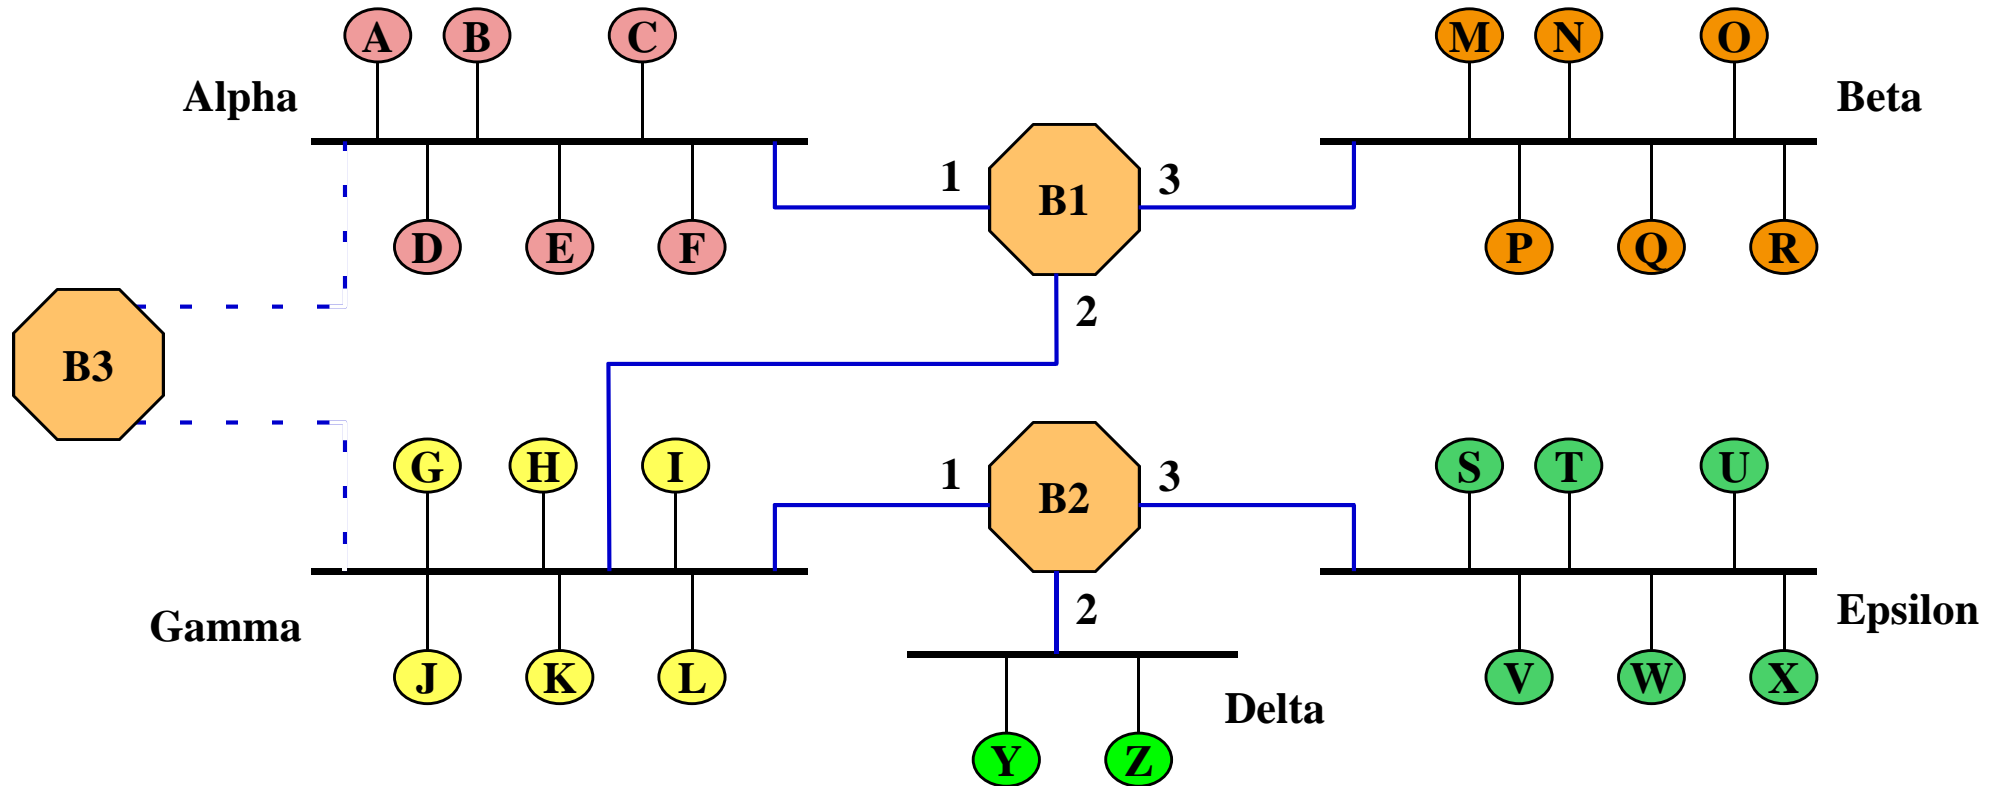 A B C
M N O
Alpha
Beta
1
B1
3
D E F
P Q R
2
B3
G H I
1
B2
3
S T U
Gamma
2
Epsilon
J K L
V W X
Delta
Y Z